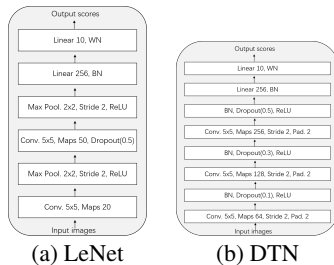 Output scores
Linear 10, WN
Linear 256, BN
Max Pool. 2x2, Stride 2, ReLU
Conv. 5x5, Maps 50, Dropout(0.5)
Max Pool. 2x2, Stride 2, ReLU
Conv. 5x5, Maps 20
Input images
(a) LeNet
Output scores
Linear 10, WN
Linear 256, BN
BN, Dropout(0.5), ReLU
Conv. 5x5, Maps 256, Stride 2, Pad. 2
BN, Dropout(0.3), ReLU
Conv. 5x5, Maps 128, Stride 2, Pad. 2
BN, Dropout(0.1), ReLU
Conv. 5x5, Maps 64, Stride 2, Pad. 2
Input images
(b) DTN